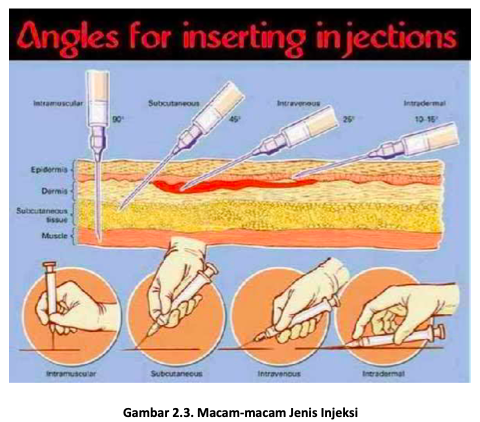 Angles for inserting injections
Intramuscular
Subcutaneous
Intravenous
Intradermal
90°
45°
25°
10-15°
Epidermis
Dermis
Subcutaneous
tissue
Muscle
Intramuscular
Subcutaneous
Intravenous
Intradermal
Gambar 2.3. Macam-macam Jenis Injeksi